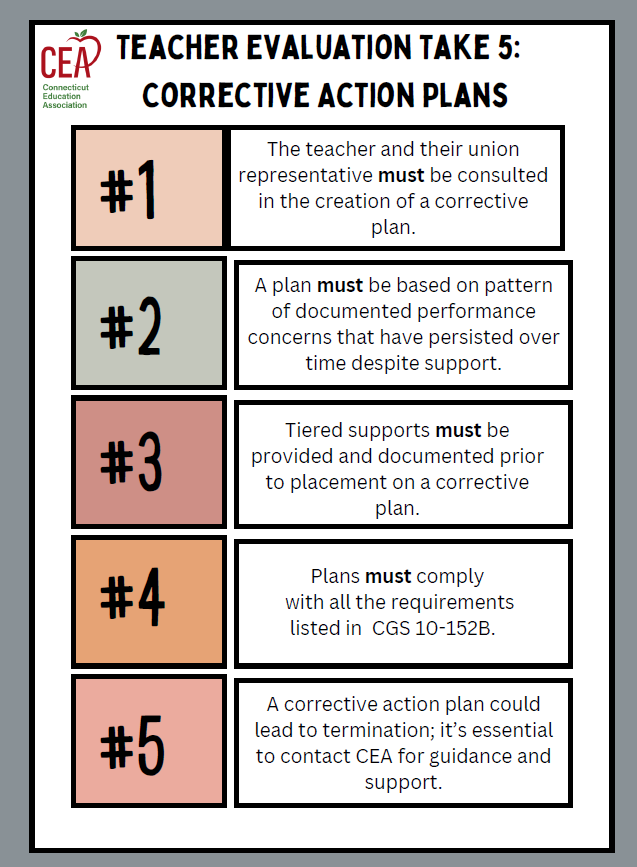 CEA
Connecticut
Education
Association
TEACHER EVALUATION TAKE 5:
CORRECTIVE ACTION PLANS
#1
The teacher and their union
representative must be consulted
in the creation of a corrective
plan.
#2
A plan must be based on pattern
of documented performance
concerns that have persisted over
time despite support.
#3
Tiered supports must be
provided and documented prior
to placement on a corrective
plan.
#4
Plans must comply
with all the requirements
listed in CGS 10-152B.
#5
A corrective action plan could
lead to termination; it's essential
to contact CEA for guidance and
support.